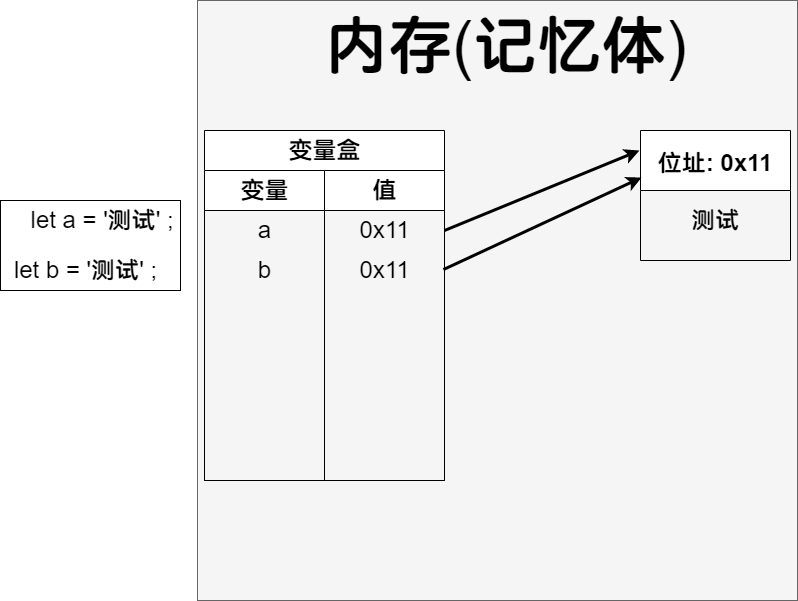 内存(记忆体)
变量盒
位址: 0x11
变量 值
let a = '测试' ;
测试
a 0x11
let b = '测试' ;
b 0x11